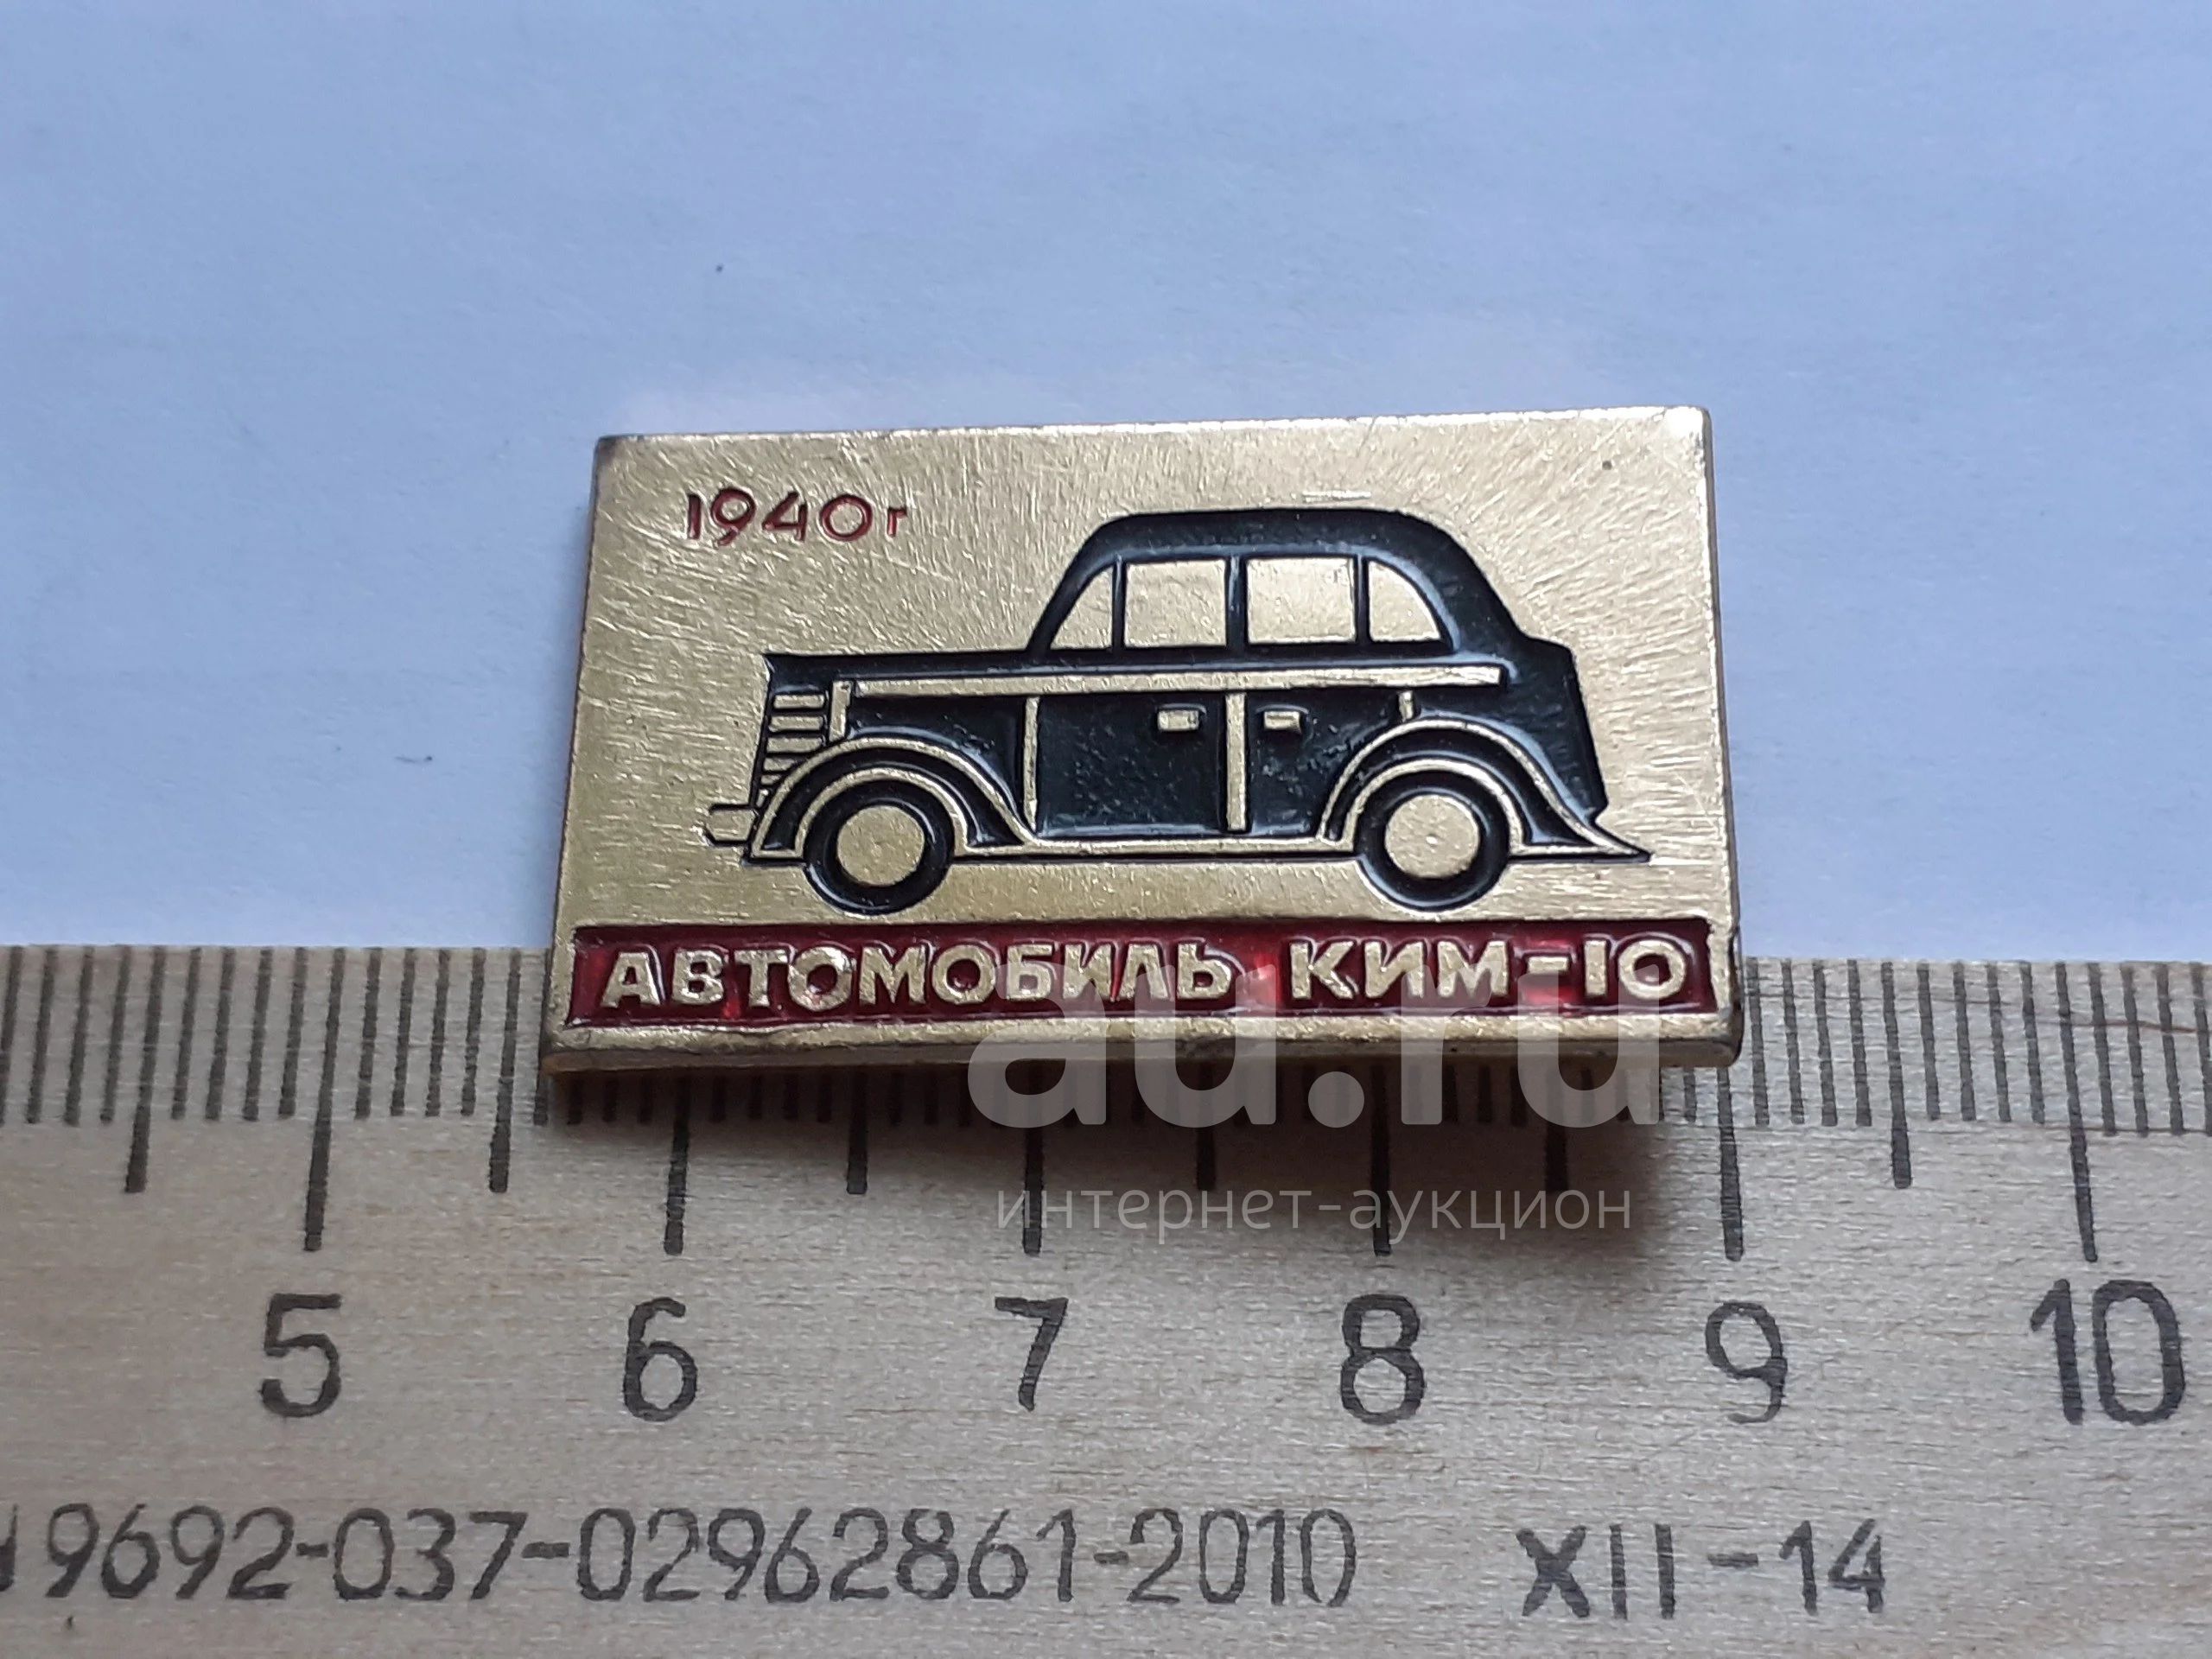 1940г
АВТОМОБИЛЬ КИМ-10
au.ru
интернет-аукцион
5 6 7 8 9 10
9692-037-02962861-2010 XII-14